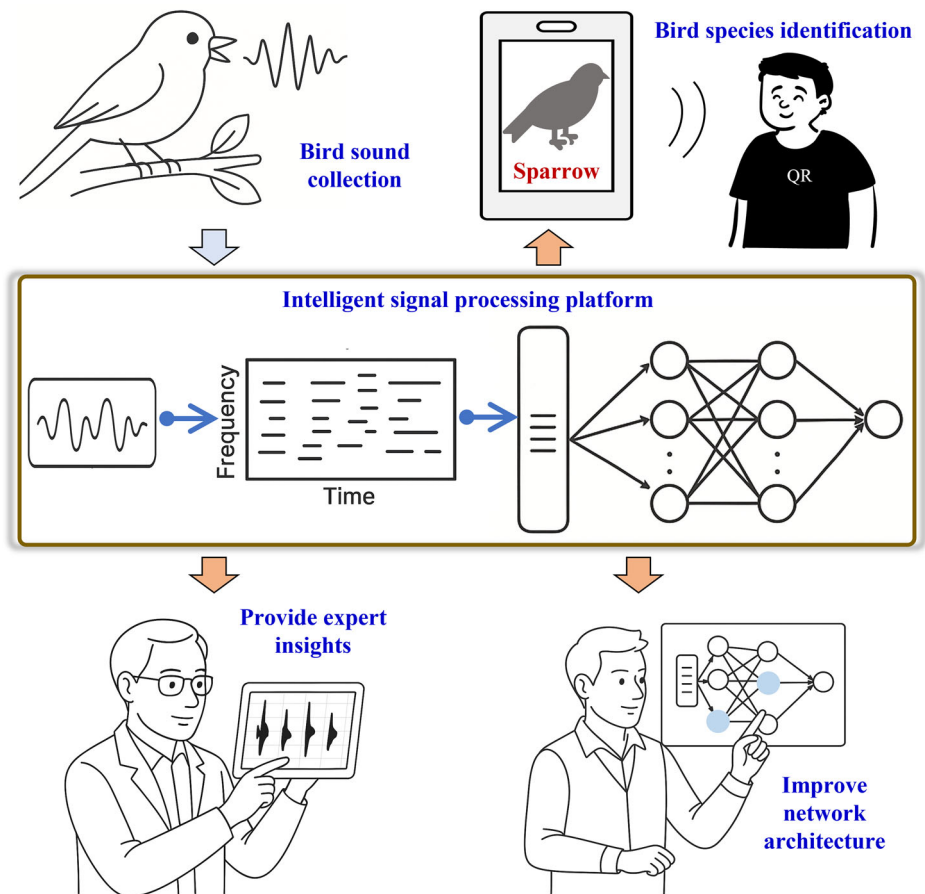 Bird species identification
Bird sound
collection
Sparrow
QR
Intelligent signal processing platform
Frequency
Time
Provide expert
insights
Improve
network
architecture